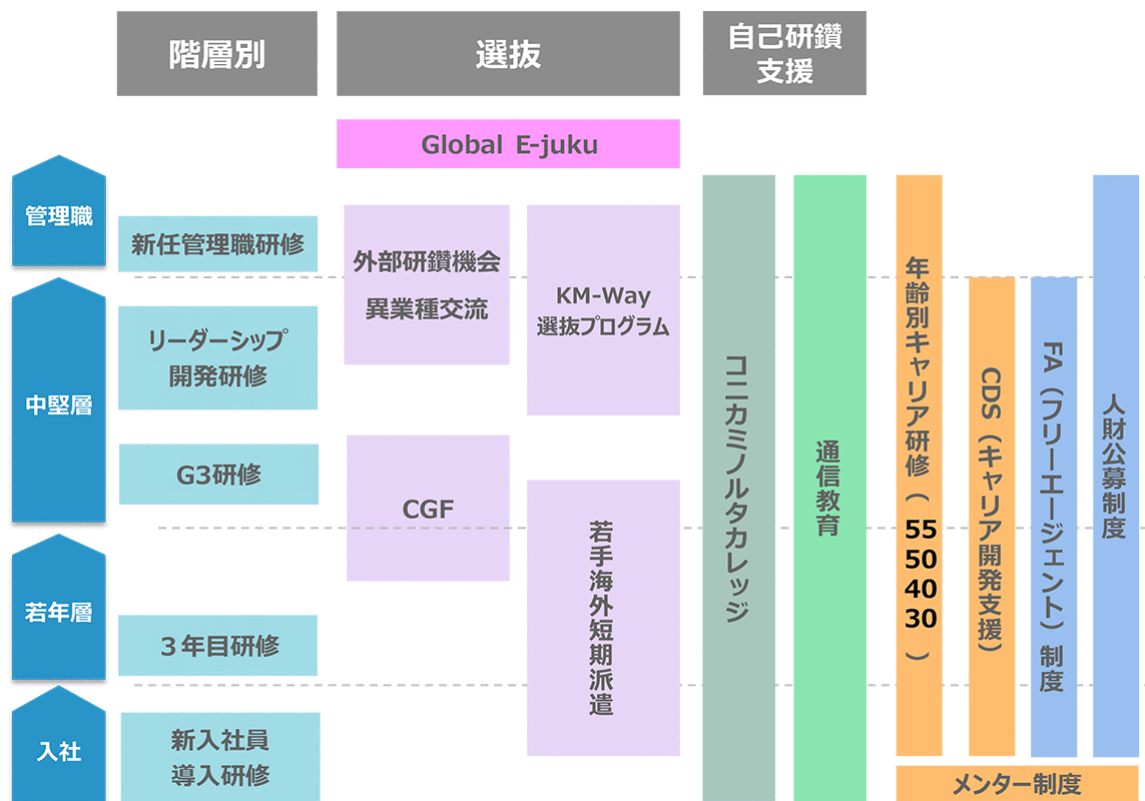 階層別
選抜
自己研鑽
支援
Global E-juku
管理職
新任管理職研修
外部研鑽機会
異業種交流
KM-Way
選抜プログラム
中堅層
リーダーシップ
開発研修
G3研修
CGF
若手海外短期派遣
若年層
３年目研修
入社
新入社員
導入研修
コニカミノルタカレッジ
通信教育
年齢別キャリア研修（
55
50
40
30
）
CDS（キャリア開発支援）
FA（フリーエージェント）制度
人財公募制度
メンター制度